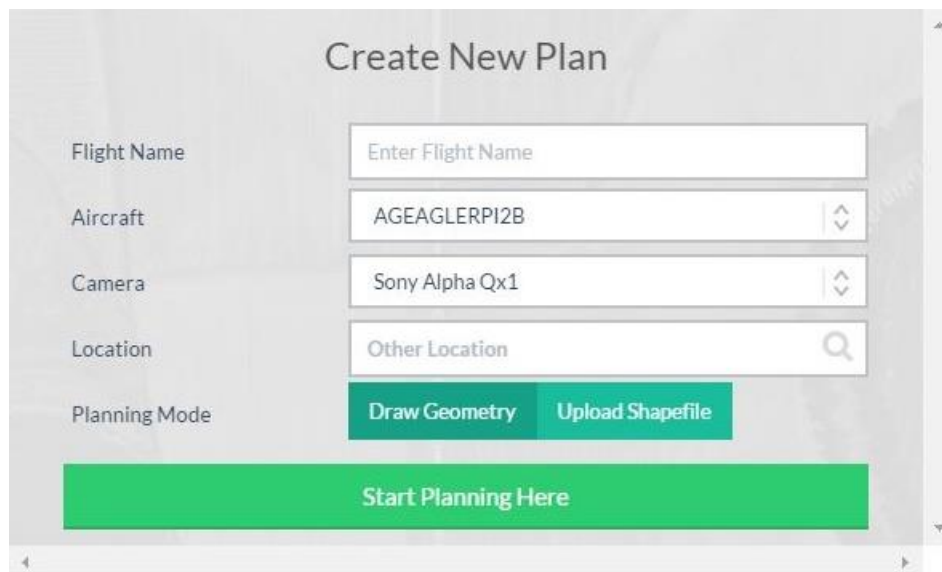 Create New Plan
Flight Name Enter Flight Name
Aircraft AGEAGLERPI2B
Camera Sony Alpha Qx1
Location Other Location
Planning Mode Draw Geometry Upload Shapefile
Start Planning Here